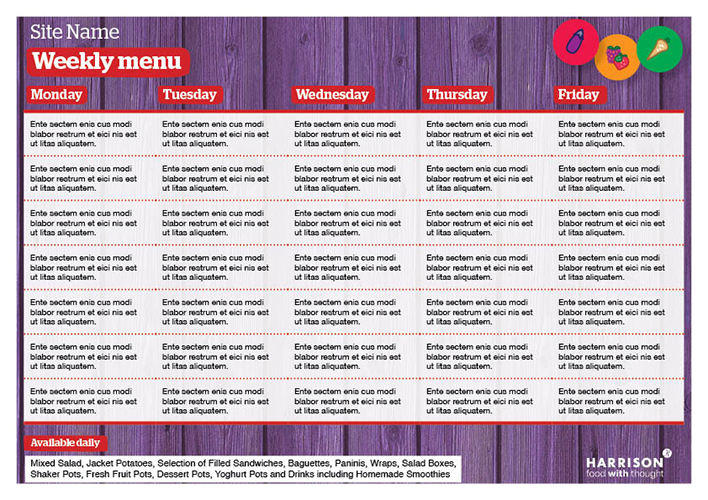 Site Name
Weekly menu
Monday Tuesday Wednesday Thursday Friday
Ente sectem enis cus modi Ente sectem enis cus modi Ente sectem enis cus modi Ente sectem enis cus modi Ente sectem enis cus modi
blabor restrum et eici nis est blabor restrum et eici nis est blabor restrum et eici nis est blabor restrum et eici nis est blabor restrum et eici nis est
ut litas aliquatem. ut litas aliquatem. ut litas aliquatem. ut litas aliquatem. ut litas aliquatem.
Ente sectem enis cus modi Ente sectem enis cus modi Ente sectem enis cus modi Ente sectem enis cus modi Ente sectem enis cus modi
blabor restrum et eici nis est blabor restrum et eici nis est blabor restrum et eici nis est blabor restrum et eici nis est blabor restrum et eici nis est
ut litas aliquatem. ut litas aliquatem. ut litas aliquatem. ut litas aliquatem. ut litas aliquatem.
Ente sectem enis cus modi Ente sectem enis cus modi Ente sectem enis cus modi Ente sectem enis cus modi Ente sectem enis cus modi
blabor restrum et eici nis est blabor restrum et eici nis est blabor restrum et eici nis est blabor restrum et eici nis est blabor restrum et eici nis est
ut litas aliquatem. ut litas aliquatem. ut litas aliquatem. ut litas aliquatem. ut litas aliquatem.
Ente sectem enis cus modi Ente sectem enis cus modi Ente sectem enis cus modi Ente sectem enis cus modi Ente sectem enis cus modi
blabor restrum et eici nis est blabor restrum et eici nis est blabor restrum et eici nis est blabor restrum et eici nis est blabor restrum et eici nis est
ut litas aliquatem. ut litas aliquatem. ut litas aliquatem. ut litas aliquatem. ut litas aliquatem.
Ente sectem enis cus modi Ente sectem enis cus modi Ente sectem enis cus modi Ente sectem enis cus modi Ente sectem enis cus modi
blabor restrum et eici nis est blabor restrum et eici nis est blabor restrum et eici nis est blabor restrum et eici nis est blabor restrum et eici nis est
ut litas aliquatem. ut litas aliquatem. ut litas aliquatem. ut litas aliquatem. ut litas aliquatem.
Ente sectem enis cus modi Ente sectem enis cus modi Ente sectem enis cus modi Ente sectem enis cus modi Ente sectem enis cus modi
blabor restrum et eici nis est blabor restrum et eici nis est blabor restrum et eici nis est blabor restrum et eici nis est blabor restrum et eici nis est
ut litas aliquatem. ut litas aliquatem. ut litas aliquatem. ut litas aliquatem. ut litas aliquatem.
Ente sectem enis cus modi Ente sectem enis cus modi Ente sectem enis cus modi Ente sectem enis cus modi Ente sectem enis cus modi
blabor restrum et eici nis est blabor restrum et eici nis est blabor restrum et eici nis est blabor restrum et eici nis est blabor restrum et eici nis est
ut litas aliquatem. ut litas aliquatem. ut litas aliquatem. ut litas aliquatem. ut litas aliquatem.
Available daily
Mixed Salad, Jacket Potatoes, Selection of Filled Sandwiches, Baguettes, Paninis, Wraps, Salad Boxes,
Shaker Pots, Fresh Fruit Pots, Dessert Pots, Yoghurt Pots and Drinks including Homemade Smoothies
HARRISON
food with thought